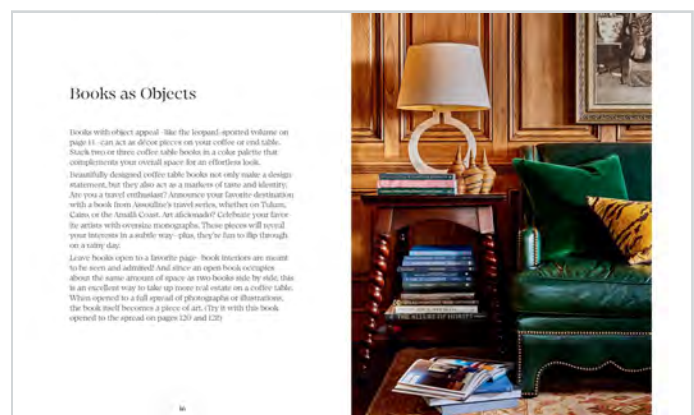 Books as Objects
Books with object appeal–like the leopard-spotted volume on
page 11–can act as décor pieces on your coffee or end table.
Stack two or three coffee table books in a color palette that
complements your overall space for an effortless look.
Beautifully designed coffee table books not only make a design
statement, but they also act as a markers of taste and identity.
Are you a travel enthusiast? Announce your favorite destination
with a book from Assouline's travel series, whether on Tulum,
Cairo, or the Amalfi Coast. Art aficionado? Celebrate your favor-
ite artists with oversize monographs. These pieces will reveal
your interests in a subtle way–plus, they're fun to flip through
on a rainy day.
Leave books open to a favorite page–book interiors are meant
to be seen and admired! And since an open book occupies
about the same amount of space as two books side by side, this
is an excellent way to take up more real estate on a coffee table.
When opened to a full spread of photographs or illustrations,
the book itself becomes a piece of art. (Try it with this book
opened to the spread on pages 120 and 121!)
THE ALLURE OF